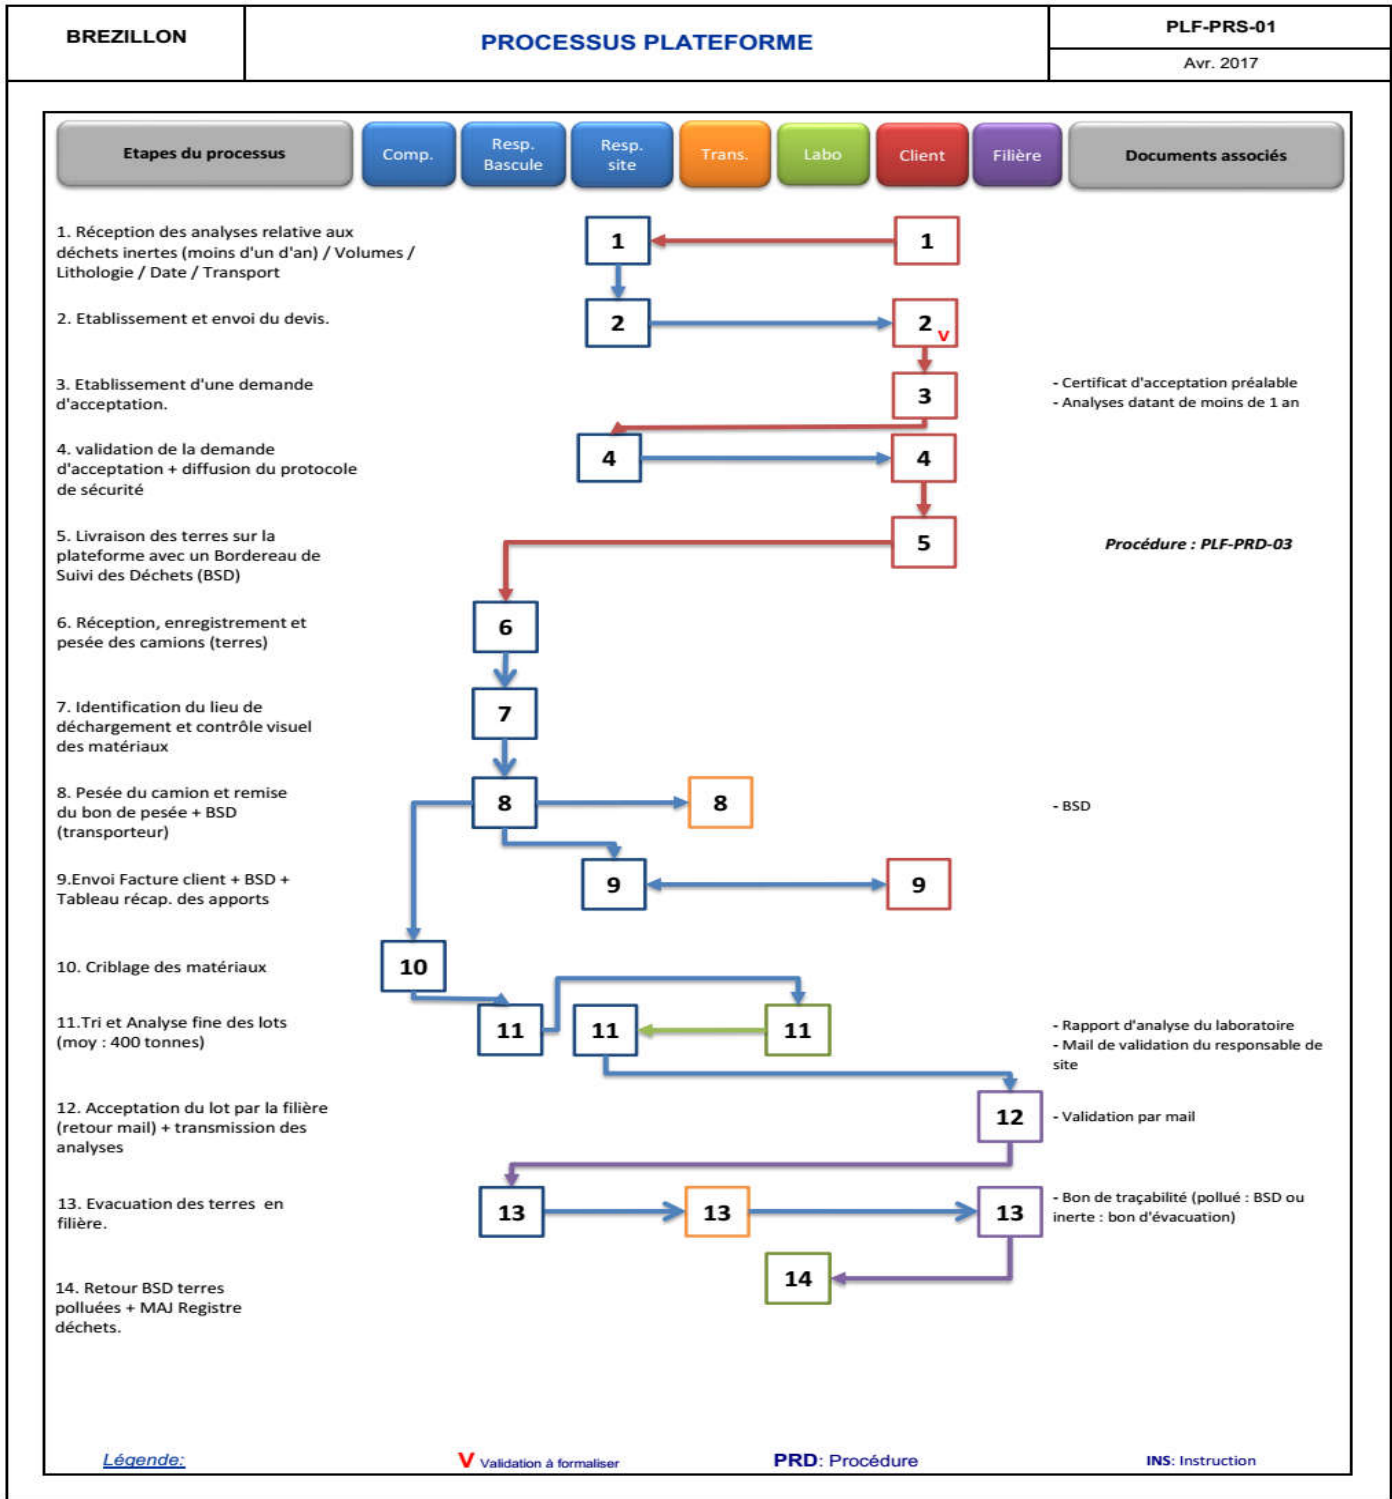 BREZILLON
PROCESSUS PLATEFORME
PLF-PRS-01
Avr. 2017
Etapes du processus
Comp.
Resp.
Bascule
Resp.
site
Trans.
Labo
Client
Filière
Documents associés
1. Réception des analyses relative aux
déchets inertes (moins d'un d'an) / Volumes /
Lithologie / Date / Transport
1
1
2. Etablissement et envoi du devis.
2
2 V
3. Etablissement d'une demande
d'acceptation.
3
- Certificat d'acceptation préalable
- Analyses datant de moins de 1 an
4. validation de la demande
d'acceptation + diffusion du protocole
de sécurité
4
4
5. Livraison des terres sur la
plateforme avec un Bordereau de
Suivi des Déchets (BSD)
5
Procédure : PLF-PRD-03
6. Réception, enregistrement et
pesée des camions (terres)
6
7. Identification du lieu de
déchargement et contrôle visuel
des matériaux
7
8. Pesée du camion et remise
du bon de pesée + BSD
(transporteur)
8
8
- BSD
9.Envoi Facture client + BSD +
Tableau récap. des apports
9
9
10. Criblage des matériaux
10
11.Tri et Analyse fine des lots
(moy : 400 tonnes)
11
11
11
- Rapport d'analyse du laboratoire
- Mail de validation du responsable de
site
12. Acceptation du lot par la filière
(retour mail) + transmission des
analyses
12
- Validation par mail
13. Evacuation des terres en
filière.
13
13
13
- Bon de traçabilité (pollué : BSD ou
inerte : bon d'évacuation)
14. Retour BSD terres
polluées + MAJ Registre
déchets.
14
Légende:
V Validation à formaliser
PRD: Procédure
INS: Instruction